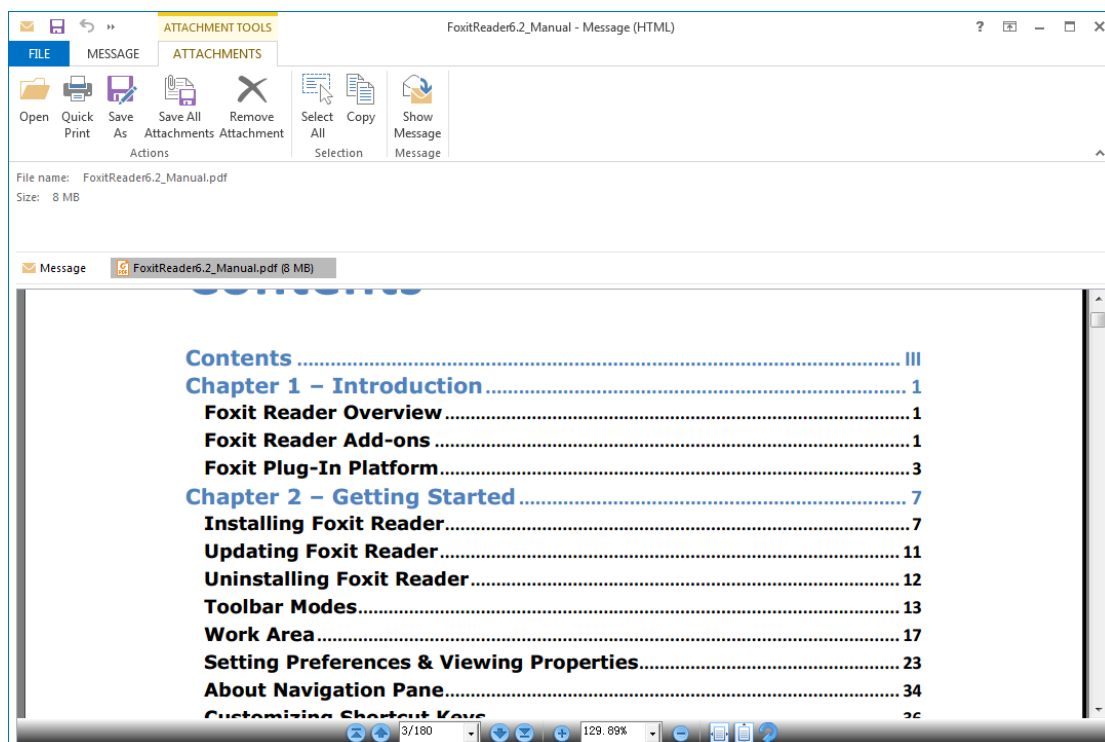 ATTACHMENT TOOLS
FoxitReader6.2_Manual - Message (HTML)
?
FILE MESSAGE ATTACHMENTS
Open Quick Save Save All Remove Select Copy Show
Print As Attachments Attachment All Message
Actions Selection Message
File name: FoxitReader6.2_Manual.pdf
Size: 8 MB
Message FoxitReader6.2_Manual.pdf (8 MB)
Contents
Contents ........................................................................................................ III
Chapter 1 – Introduction ............................................................................ 1
Foxit Reader Overview .................................................................................... 1
Foxit Reader Add-ons ..................................................................................... 1
Foxit Plug-In Platform ..................................................................................... 3
Chapter 2 – Getting Started ...................................................................... 7
Installing Foxit Reader .................................................................................... 7
Updating Foxit Reader .................................................................................... 11
Uninstalling Foxit Reader .............................................................................. 12
Toolbar Modes .................................................................................................. 13
Work Area .......................................................................................................... 17
Setting Preferences & Viewing Properties ............................................... 23
About Navigation Pane ................................................................................... 34
Customizing Shortcut Keys ............................................................................ 36
3/180 129.89%